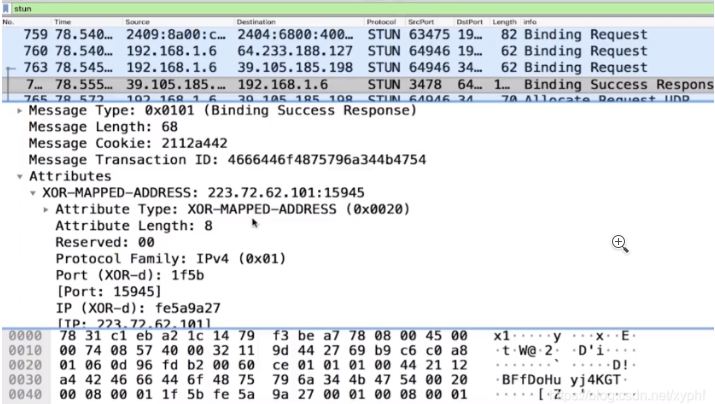 stun
No. Time Source Destination Protocol SrcPort DstPort Length info
759 78.540… 2409:8a00:c… 2404:6800:400… STUN 63475 19… 82 Binding Request
760 78.540… 192.168.1.6 64.233.188.127 STUN 64946 19… 62 Binding Request
763 78.545… 192.168.1.6 39.105.185.198 STUN 64946 34… 62 Binding Request
7… 78.555… 39.105.185.… 192.168.1.6 STUN 3478 64… 1… Binding Success Respons
765 78.572 192.168.1.6 39.105.185.198 STUN 64946 34 70 Allocate Request UDP
Message Type: 0x0101 (Binding Success Response)
Message Length: 68
Message Cookie: 2112a442
Message Transaction ID: 4666446f4875796a344b4754
Attributes
XOR-MAPPED-ADDRESS: 223.72.62.101:15945
Attribute Type: XOR-MAPPED-ADDRESS (0x0020)
Attribute Length: 8
Reserved: 00
Protocol Family: IPv4 (0x01)
Port (XOR-d): 1f5b
[Port: 15945]
IP (XOR-d): fe5a9a27
[IP: 223.72.62.101]
0000 78 31 c1 eb a2 1c 14 79 f3 be a7 78 08 00 45 00 x1·····y ···x··E·
0010 00 74 08 57 40 00 32 11 9d 44 27 69 b9 c6 c0 a8 ·t·W@·2· ·D'i····
0020 01 06 0d 96 fd b2 00 60 ce 01 01 01 00 44 21 12 ·······` ·····D!·
0030 a4 42 46 66 44 6f 48 75 79 6a 34 4b 47 54 00 20 ·BFfDoHu yj4KGT·
0040 00 08 00 01 1f 5b fe 5a 9a 27 00 01 00 08 00 01 ·····[·Z ·'······